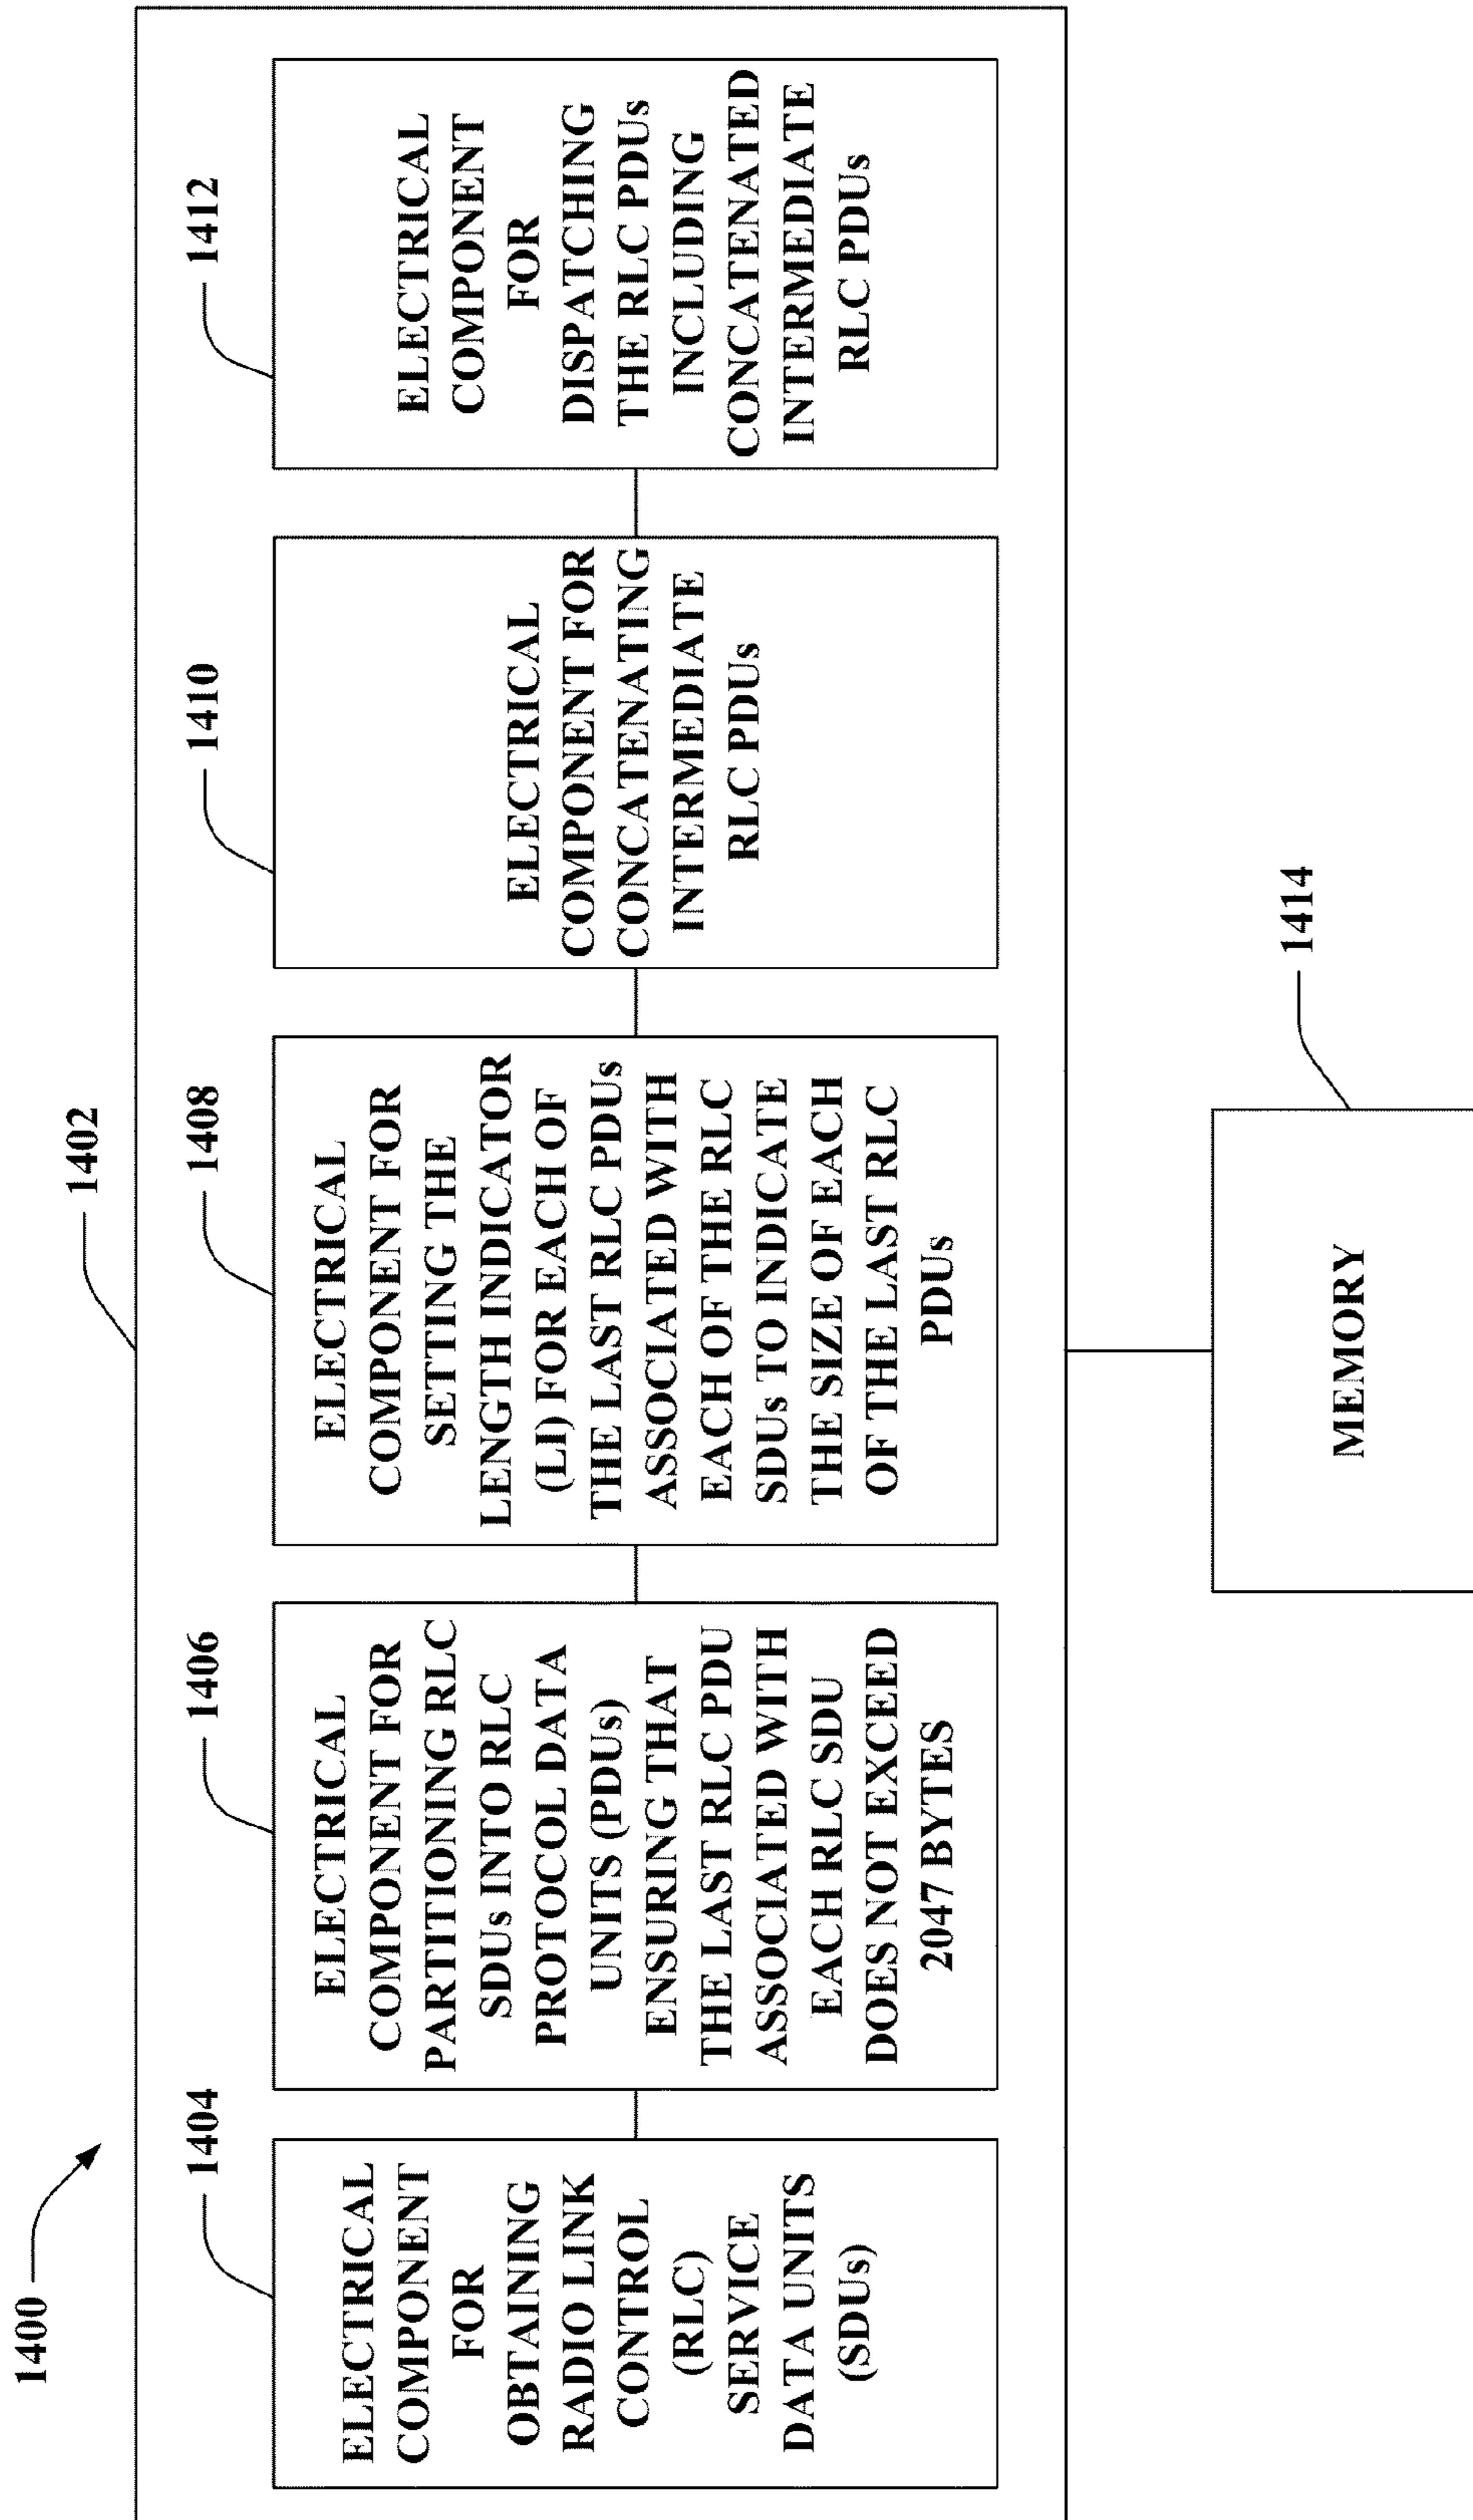 1400
1402
1404
ELECTRICAL
COMPONENT
FOR
OBTAINING
RADIO LINK
CONTROL
(RLC)
SERVICE
DATA UNITS
(SDUs)
1406
ELECTRICAL
COMPONENT FOR
PARTITIONING RLC
SDUs INTO RLC
PROTOCOL DATA
UNITS (PDUs)
ENSURING THAT
THE LAST RLC PDU
ASSOCIATED WITH
EACH RLC SDU
DOES NOT EXCEED
2047 BYTES
1408
ELECTRICAL
COMPONENT FOR
SETTING THE
LENGTH INDICATOR
(LI) FOR EACH OF
THE LAST RLC PDUs
ASSOCIATED WITH
EACH OF THE RLC
SDUs TO INDICATE
THE SIZE OF EACH
OF THE LAST RLC
PDUs
1410
ELECTRICAL
COMPONENT FOR
CONCATENATING
INTERMEDIATE
RLC PDUs
1412
ELECTRICAL
COMPONENT
FOR
DISPATCHING
THE RLC PDUs
INCLUDING
CONCATENATED
INTERMEDIATE
RLC PDUs
1414
MEMORY